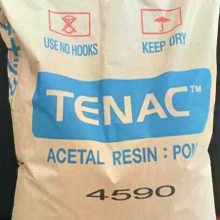 USE NO HOOKS
KEEP DRY
TENAC™
ACETAL RESIN : POM
4590